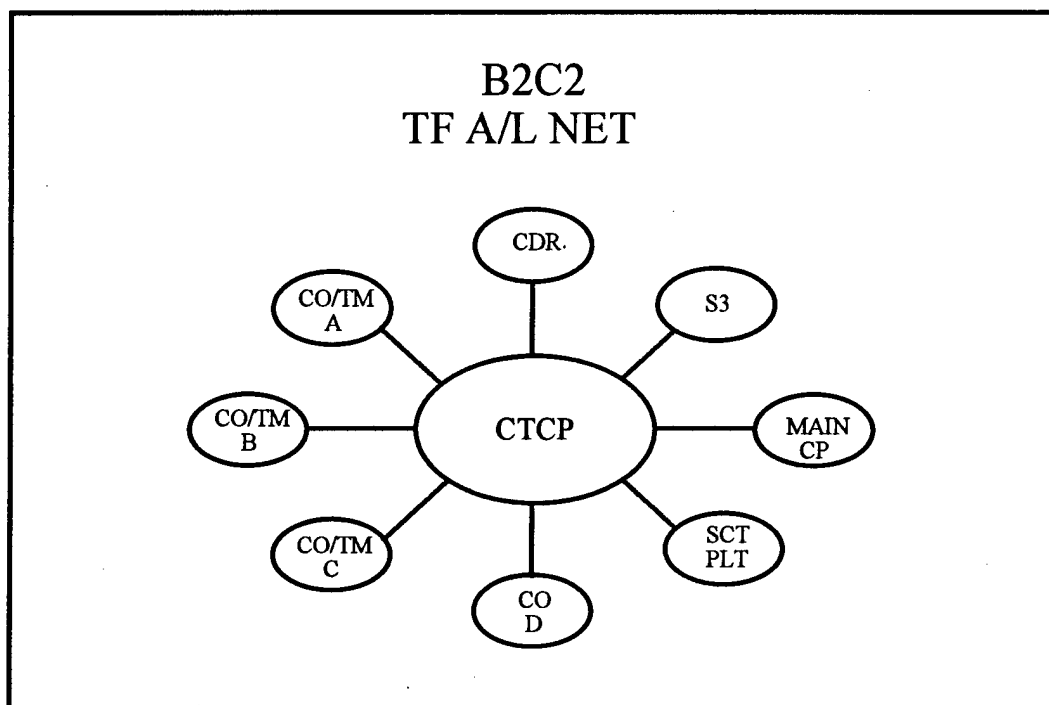 B2C2
TF A/L NET
CDR.
CO/TM
A
S3
CO/TM
B
CTCP
MAIN
CP
CO/TM
C
SCT
PLT
CO
D